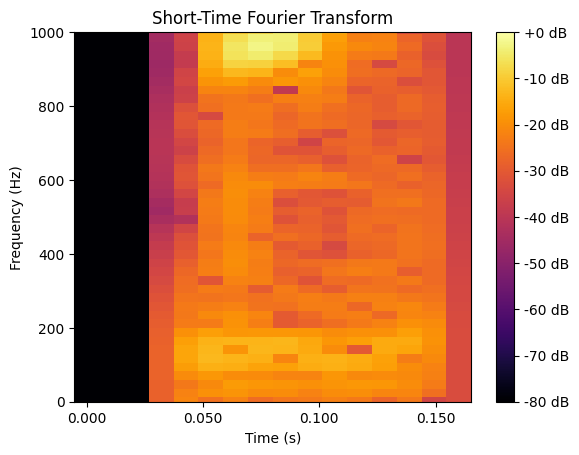 Short-Time Fourier Transform
Frequency (Hz)
1000
800
600
400
200
0
0.000
0.050
0.100
0.150
Time (s)
+0 dB
-10 dB
-20 dB
-30 dB
-40 dB
-50 dB
-60 dB
-70 dB
-80 dB